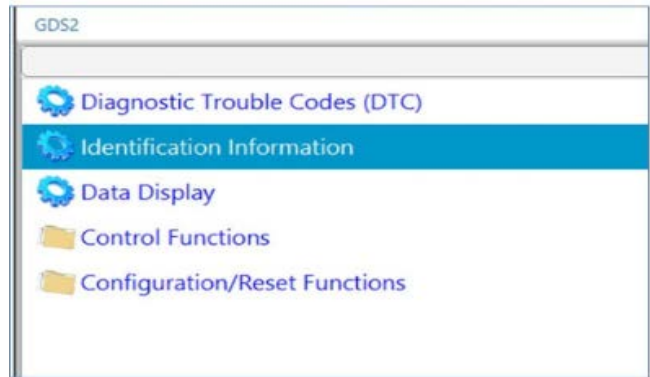 GDS2
Diagnostic Trouble Codes (DTC)
Identification Information
Data Display
Control Functions
Configuration/Reset Functions